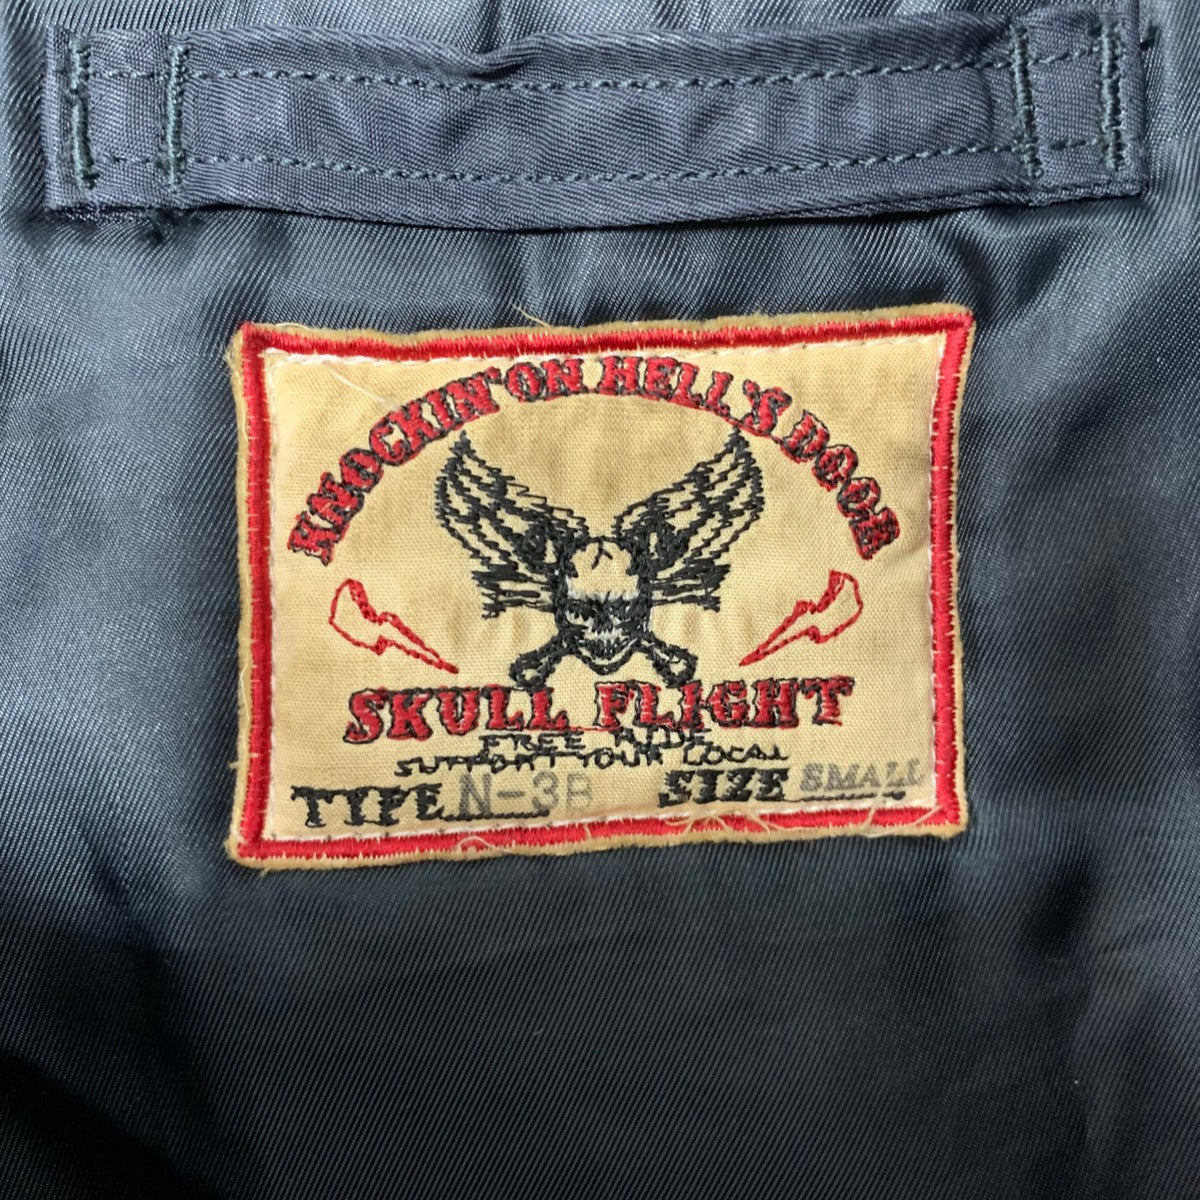 KNOCKIN' ON HELL'S DOOR
SKULL FLIGHT
FREE RIDE
SUPPORT YOUR LOCAL
TYPE N-3B SIZE SMALL